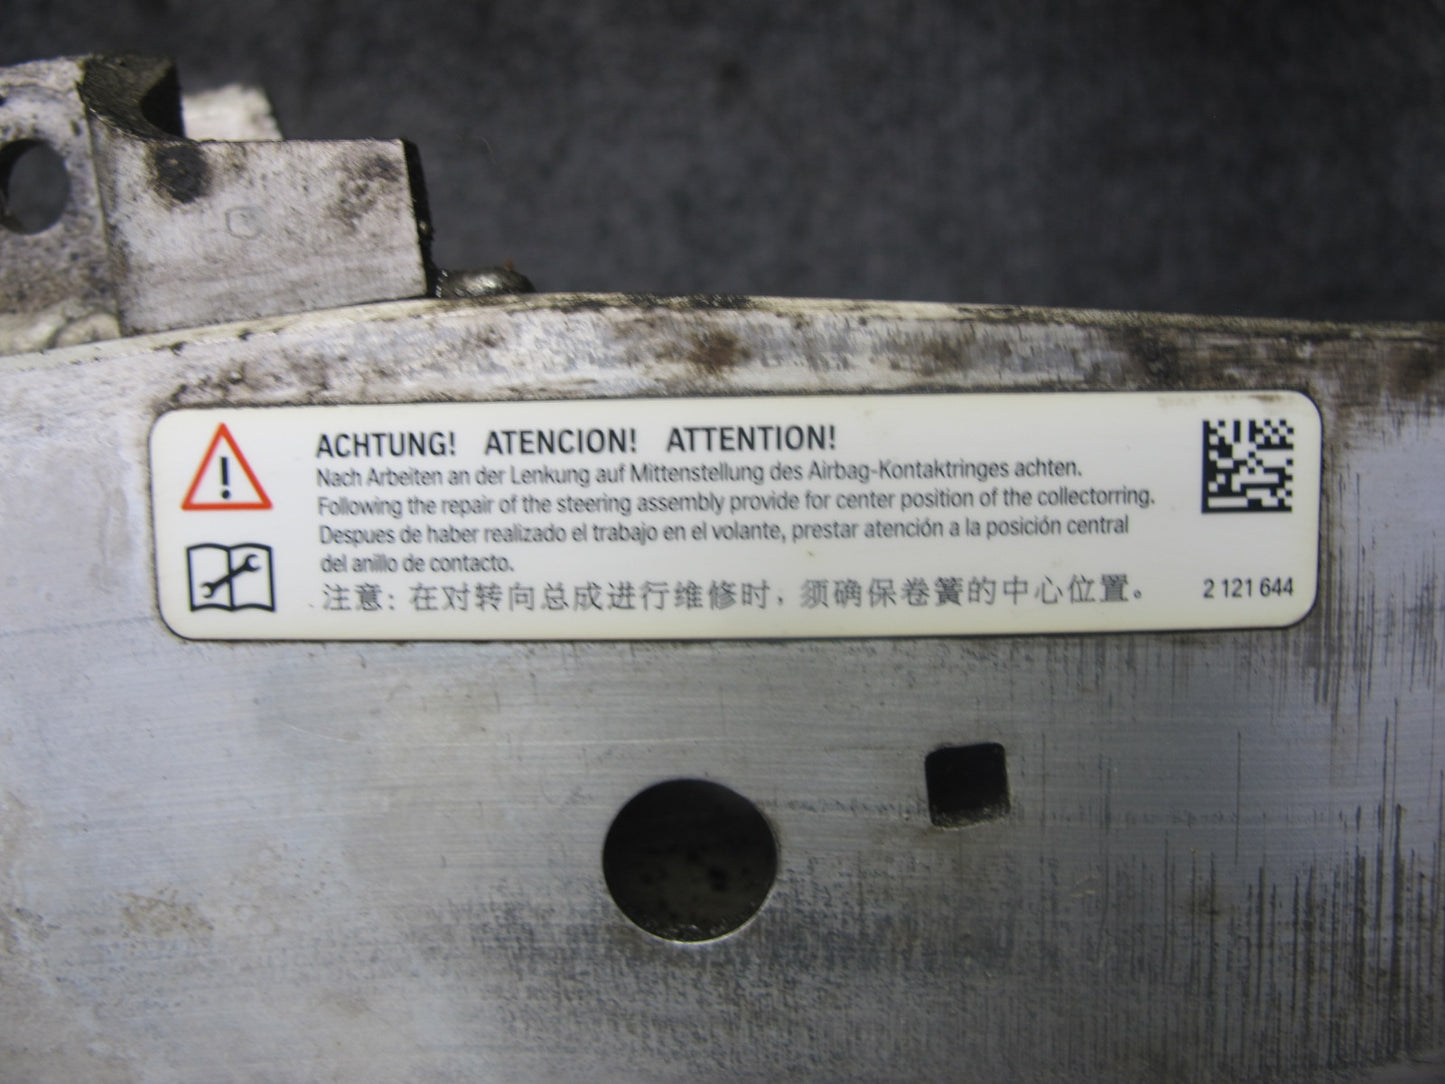 ACHTUNG! ATENCION! ATTENTION!
Nach Arbeiten an der Lenkung auf Mittenstellung des Airbag-Kontaktringes achten.
Following the repair of the steering assembly provide for center position of the collectorring.
Despues de haber realizado el trabajo en el volante, prestar atención a la posición central
del anillo de contacto.
注意：在对转向总成进行维修时，须确保卷簧的中心位置。
2 121 644